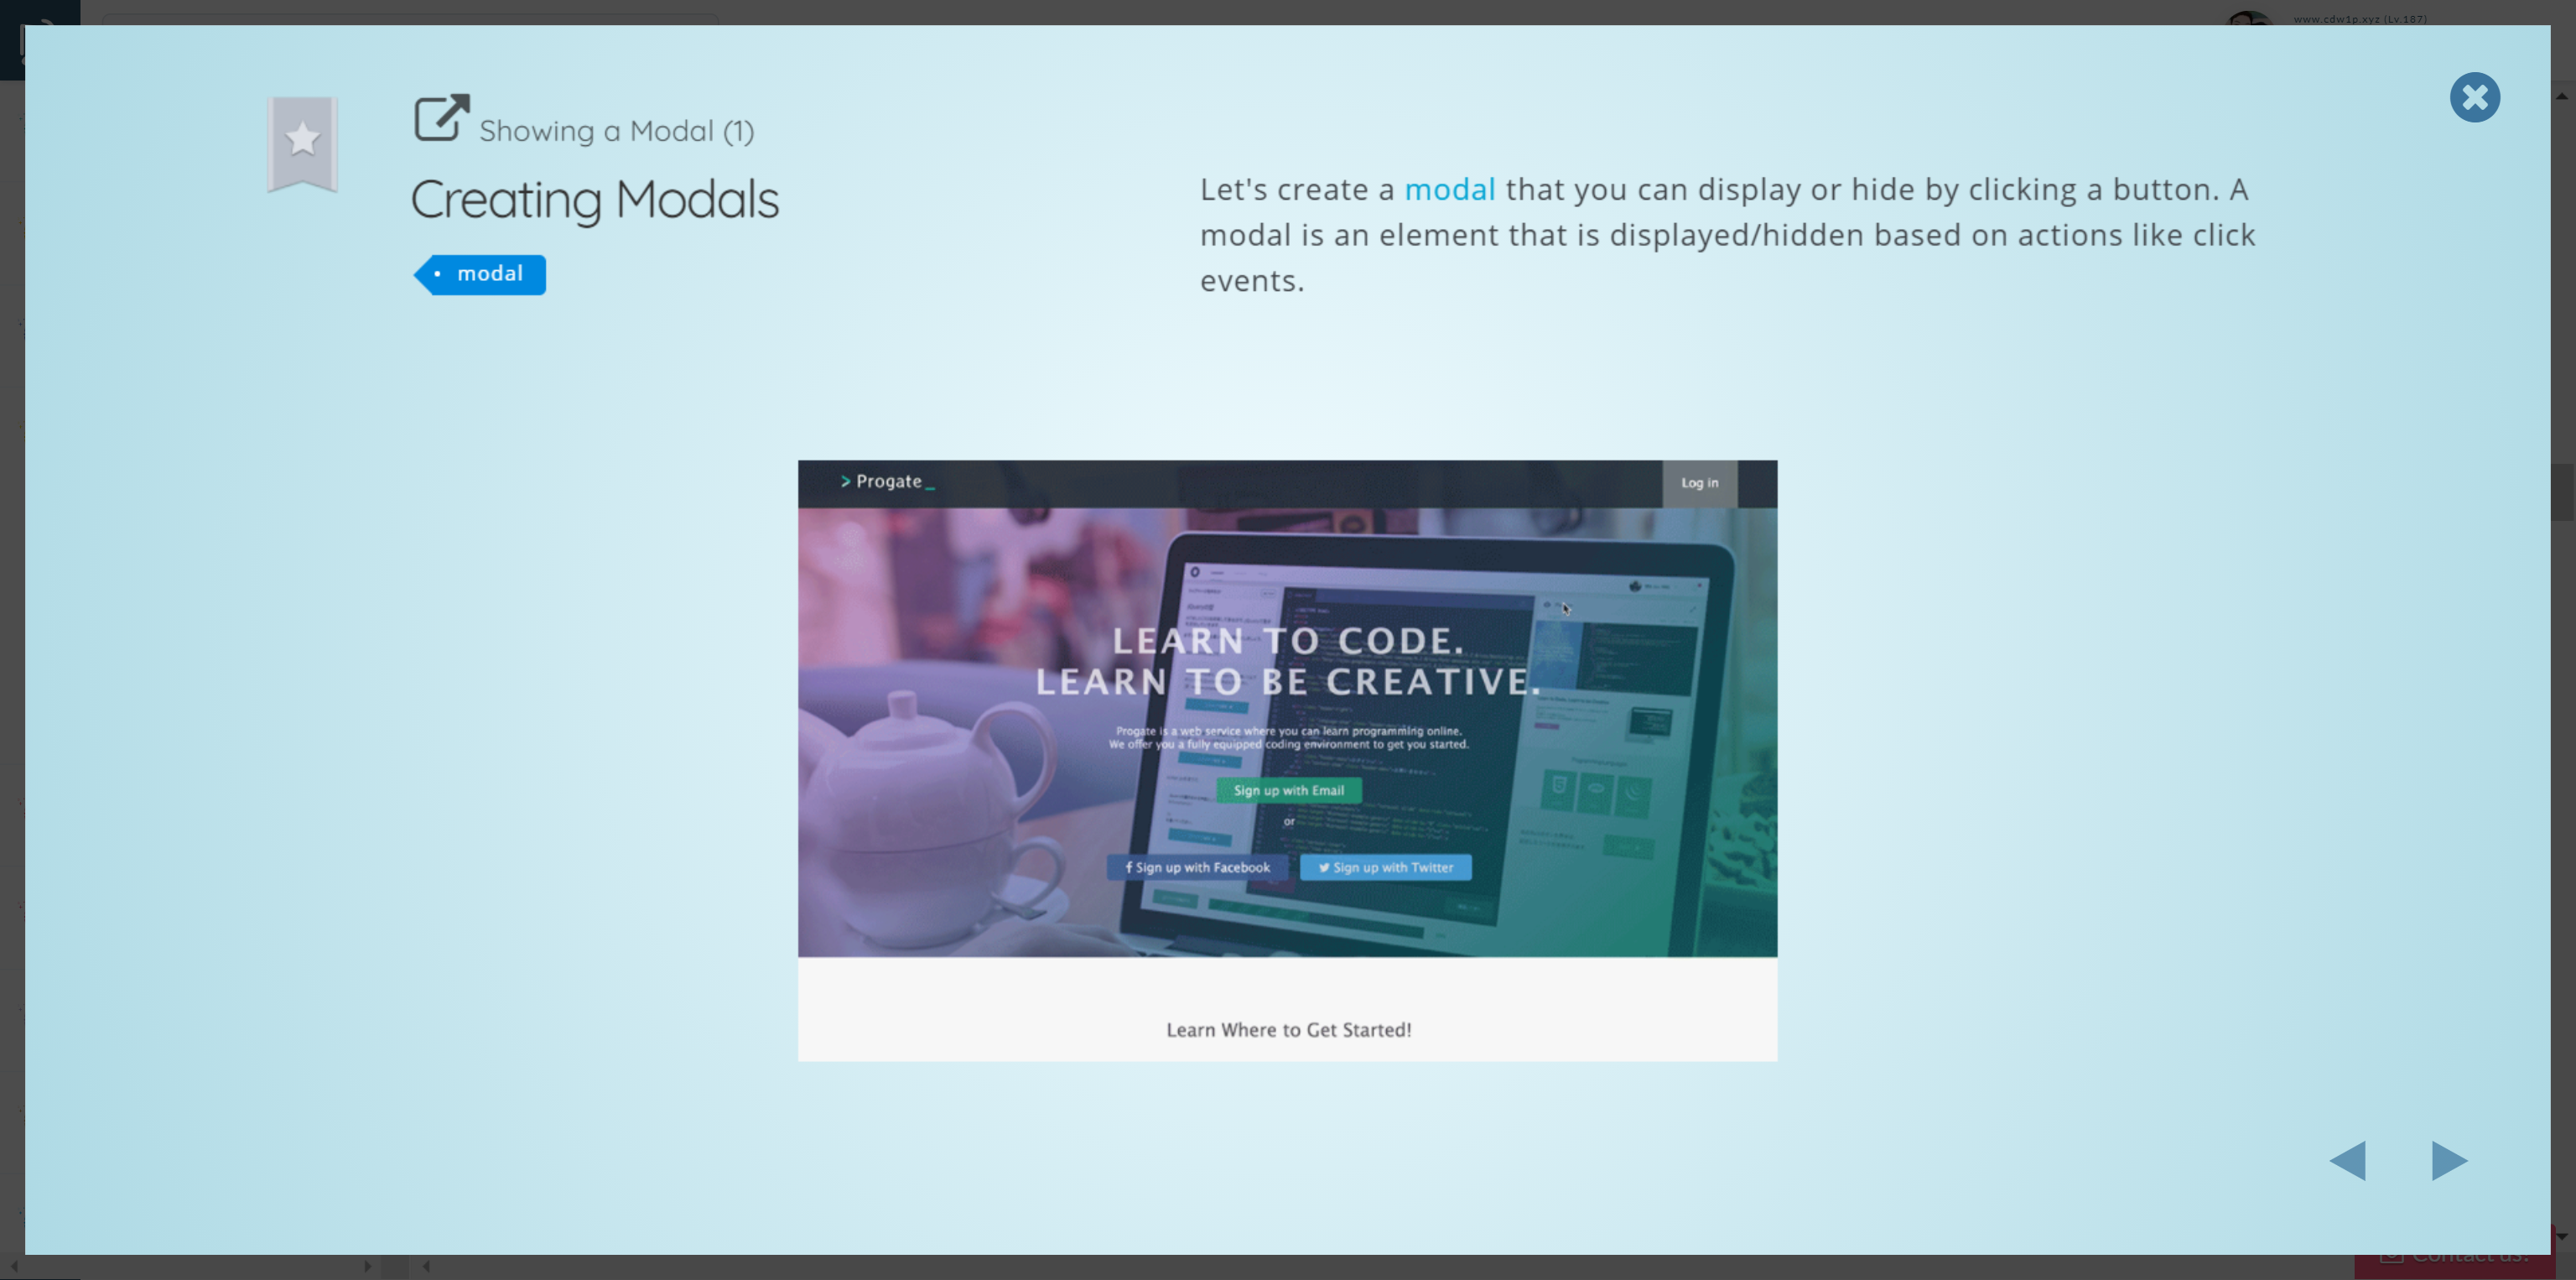 www.cdw1p.xyz (Lv.187)
Showing a Modal (1)
Creating Modals
• modal
Let's create a modal that you can display or hide by clicking a button. A
modal is an element that is displayed/hidden based on actions like click
events.
> Progate_
Log in
LEARN TO CODE.
LEARN TO BE CREATIVE.
Progate is a web service where you can learn programming online.
We offer you a fully equipped coding environment to get you started.
Sign up with Email
or
f Sign up with Facebook
Sign up with Twitter
Learn Where to Get Started!
Contact us!